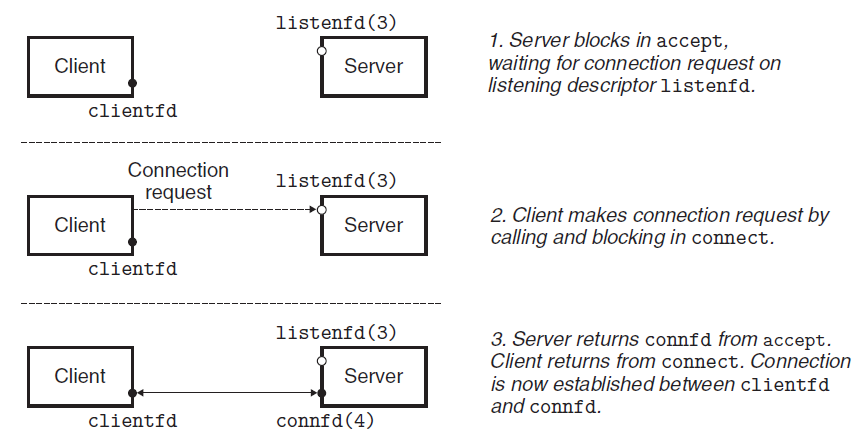 listenfd(3)
Client
Server
clientfd
1. Server blocks in accept,
waiting for connection request on
listening descriptor listenfd.
Connection
request
listenfd(3)
Client
Server
clientfd
2. Client makes connection request by
calling and blocking in connect.
listenfd(3)
Client
Server
clientfd
connfd(4)
3. Server returns connfd from accept.
Client returns from connect. Connection
is now established between clientfd
and connfd.